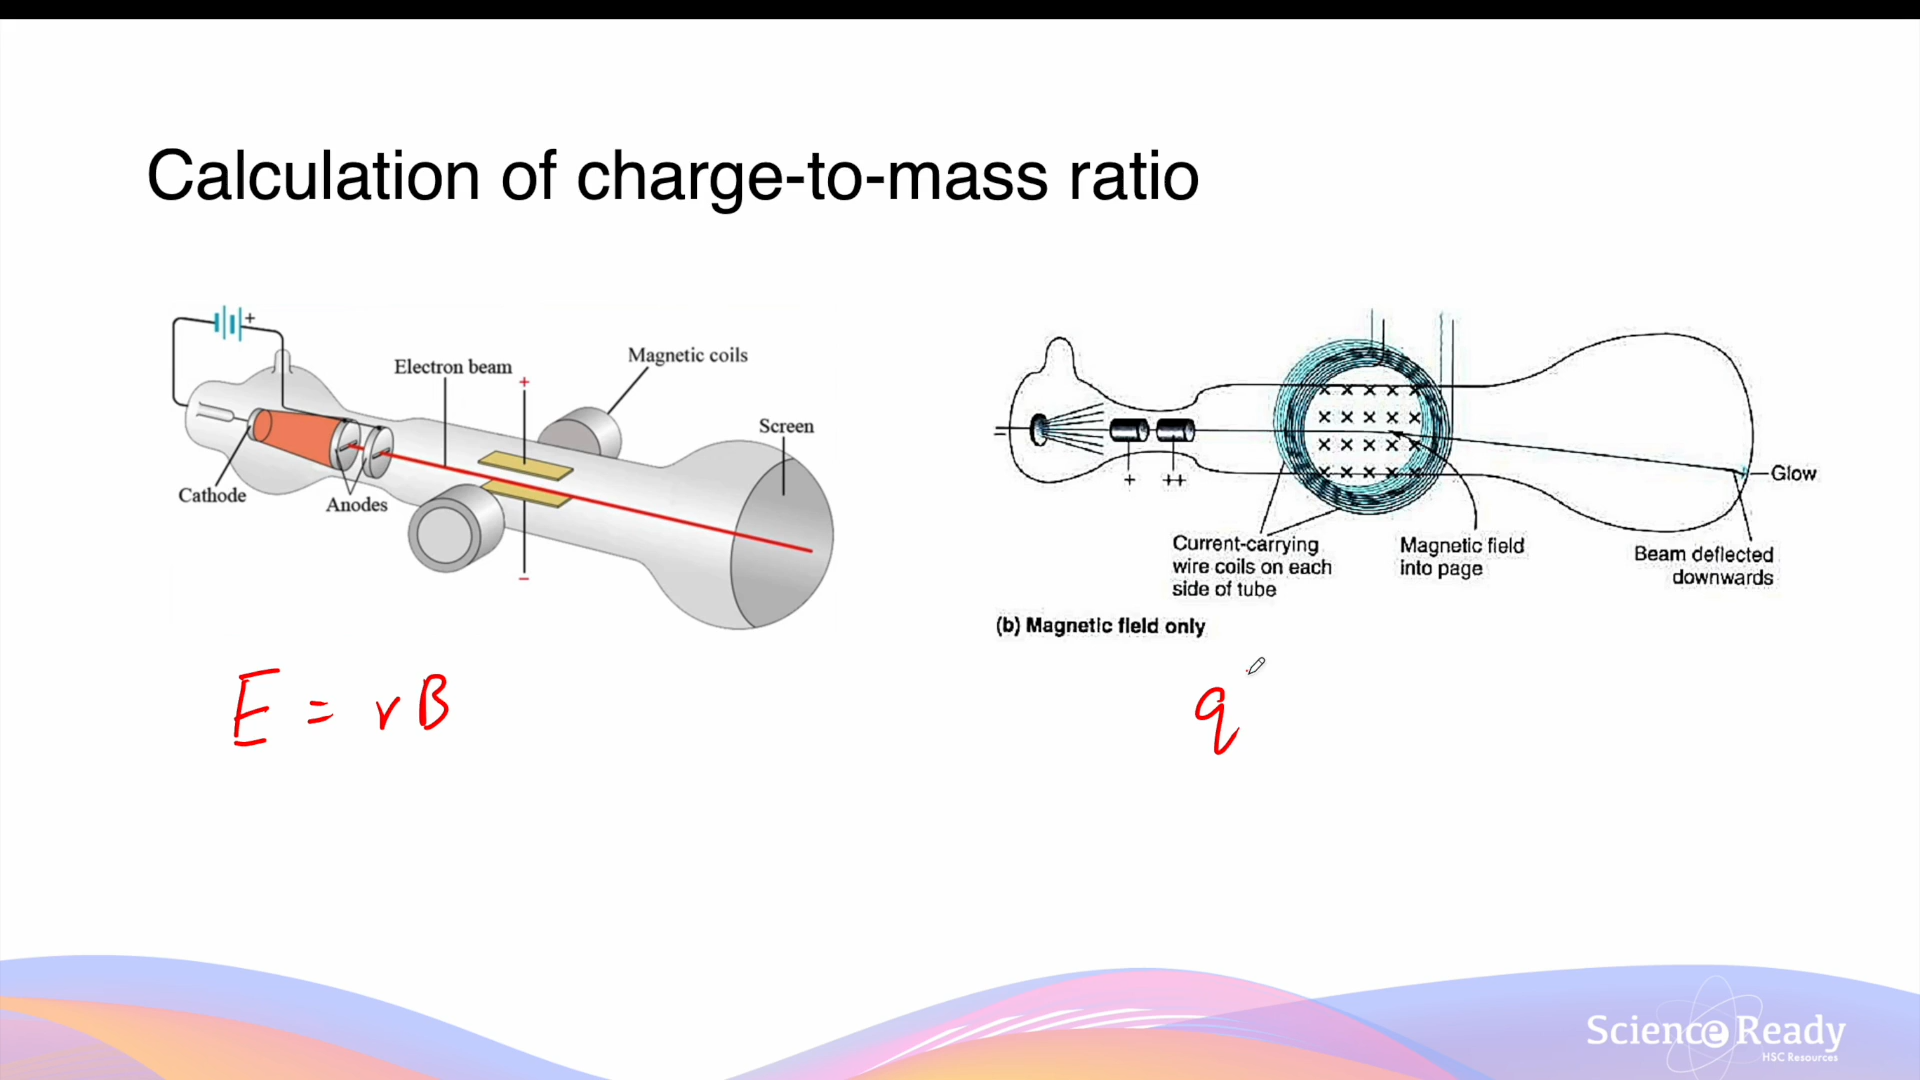 Calculation of charge-to-mass ratio
+
Electron beam
+
Magnetic coils
Screen
Cathode
Anodes
−
+ ++
Glow
Current-carrying
wire coils on each
side of tube
Magnetic field
into page
Beam deflected
downwards
(b) Magnetic field only
E = vB
q
Science Ready
HSC Resources